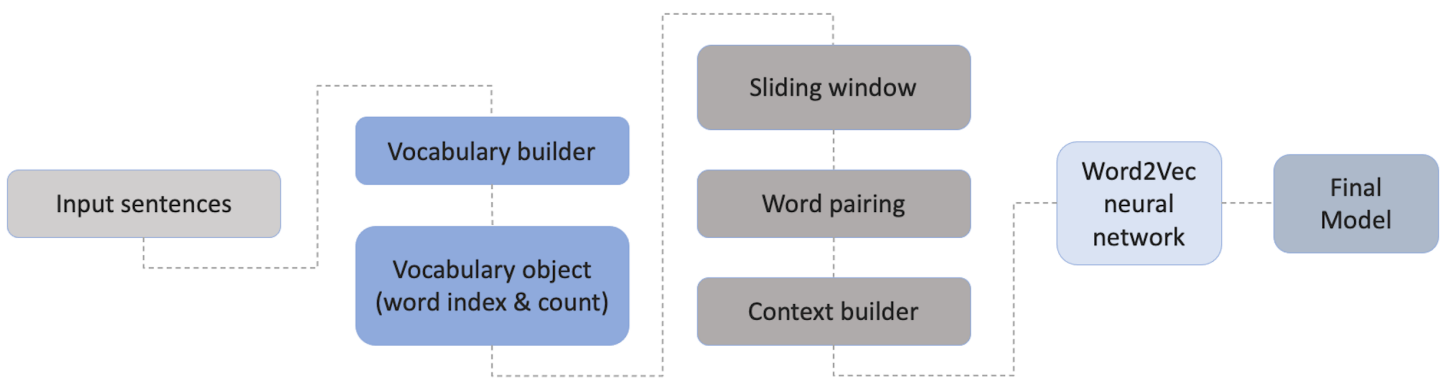 Input sentences
Vocabulary builder
Vocabulary object
(word index & count)
Sliding window
Word pairing
Context builder
Word2Vec
neural
network
Final
Model